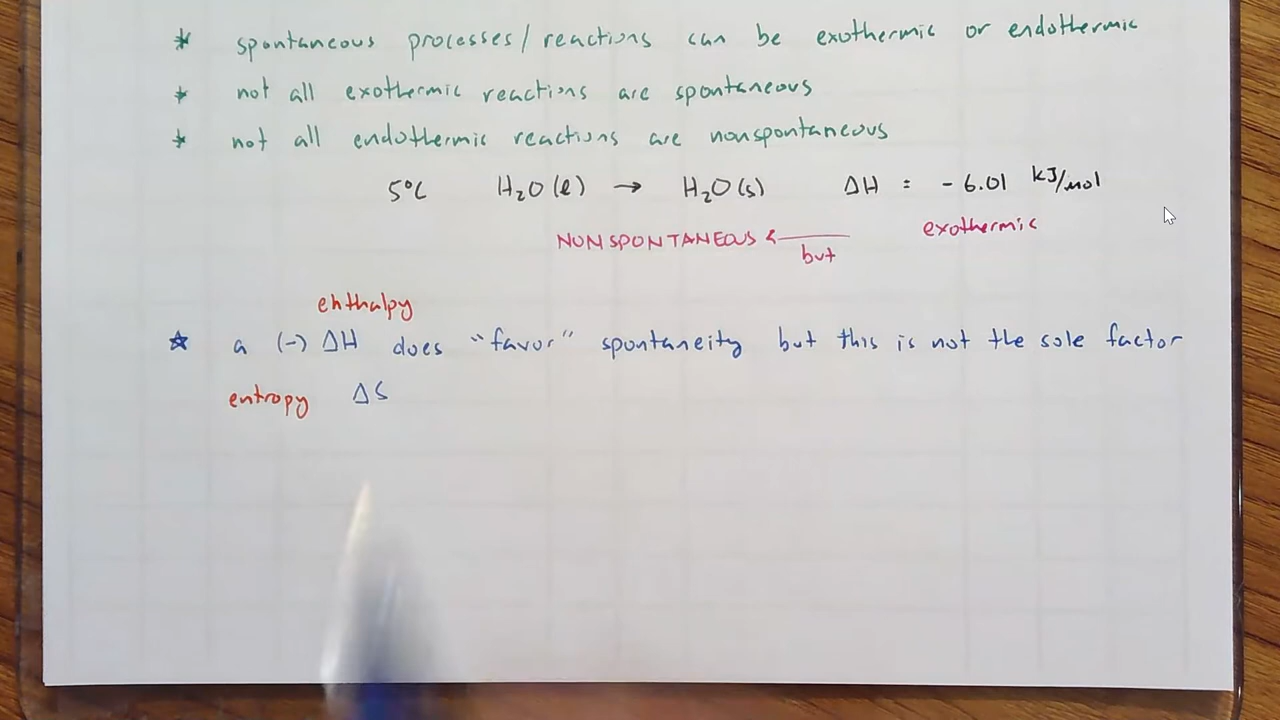 * spontaneous processes/reactions can be exothermic or endothermic
* not all exothermic reactions are spontaneous
* not all endothermic reactions are nonspontaneous
5°C H₂O(l) → H₂O(s) ΔH = -6.01 kJ/mol
NONSPONTANEOUS ← but exothermic
enthalpy
☆ a (-) ΔH does "favor" spontaneity but this is not the sole factor
entropy ΔS